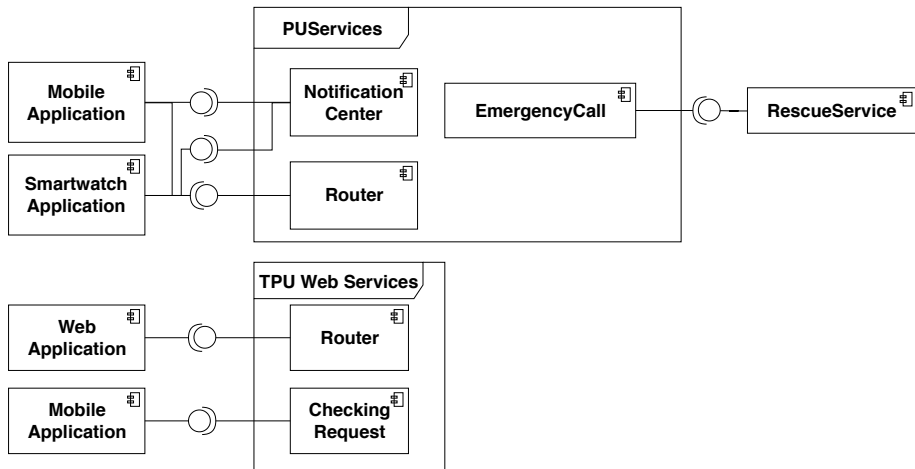 PUServices
Mobile
Application
Notification
Center
EmergencyCall
RescueService
Smartwatch
Application
Router
TPU Web Services
Web
Application
Router
Mobile
Application
Checking
Request